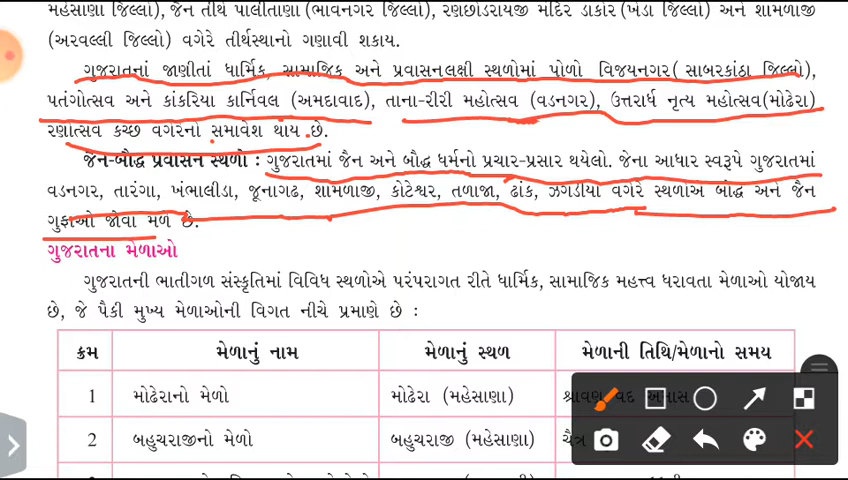 મહેસાણા જિલ્લો), જૈન તીર્થ પાલીતાણા (ભાવનગર જિલ્લો), રણછોડરાયજી મંદિર ડાકોર (ખેડા જિલ્લો) અને શામળાજી
(અરવલ્લી જિલ્લો) વગેરે તીર્થસ્થાનો ગણાવી શકાય.
ગુજરાતનાં જાણીતાં ધાર્મિક, સામાજિક અને પ્રવાસનલક્ષી સ્થળોમાં પોળો વિજયનગર( સાબરકાંઠા જિલ્લો),
પતંગોત્સવ અને કાંકરિયા કાર્નિવલ (અમદાવાદ), તાના-રીરી મહોત્સવ (વડનગર), ઉત્તરાર્ધ નૃત્ય મહોત્સવ(મોઢેરા)
રણોત્સવ કચ્છ વગેરેનો સમાવેશ થાય છે.
જૈન-બૌદ્ધ પ્રવાસન સ્થળો : ગુજરાતમાં જૈન અને બૌદ્ધ ધર્મનો પ્રચાર-પ્રસાર થયેલો. જેના આધાર સ્વરૂપે ગુજરાતમાં
વડનગર, તારંગા, ખંભાલીડા, જૂનાગઢ, શામળાજી, કોટેશ્વર, તળાજા, ઢાંક, ઝગડીયા વગેરે સ્થળોએ બૌદ્ધ અને જૈન
ગુફાઓ જોવા મળે છે.
ગુજરાતના મેળાઓ
ગુજરાતની ભાતીગળ સંસ્કૃતિમાં વિવિધ સ્થળોએ પરંપરાગત રીતે ધાર્મિક, સામાજિક મહત્ત્વ ધરાવતા મેળાઓ યોજાય
છે, જે પૈકી મુખ્ય મેળાઓની વિગત નીચે પ્રમાણે છે :
ક્રમ મેળાનું નામ મેળાનું સ્થળ મેળાની તિથિ/મેળાનો સમય
1 મોઢેરાનો મેળો મોઢેરા (મહેસાણા) શ્રાવણ વદ અમાસ
2 બહુચરાજીનો મેળો બહુચરાજી (મહેસાણા) ચૈત્ર